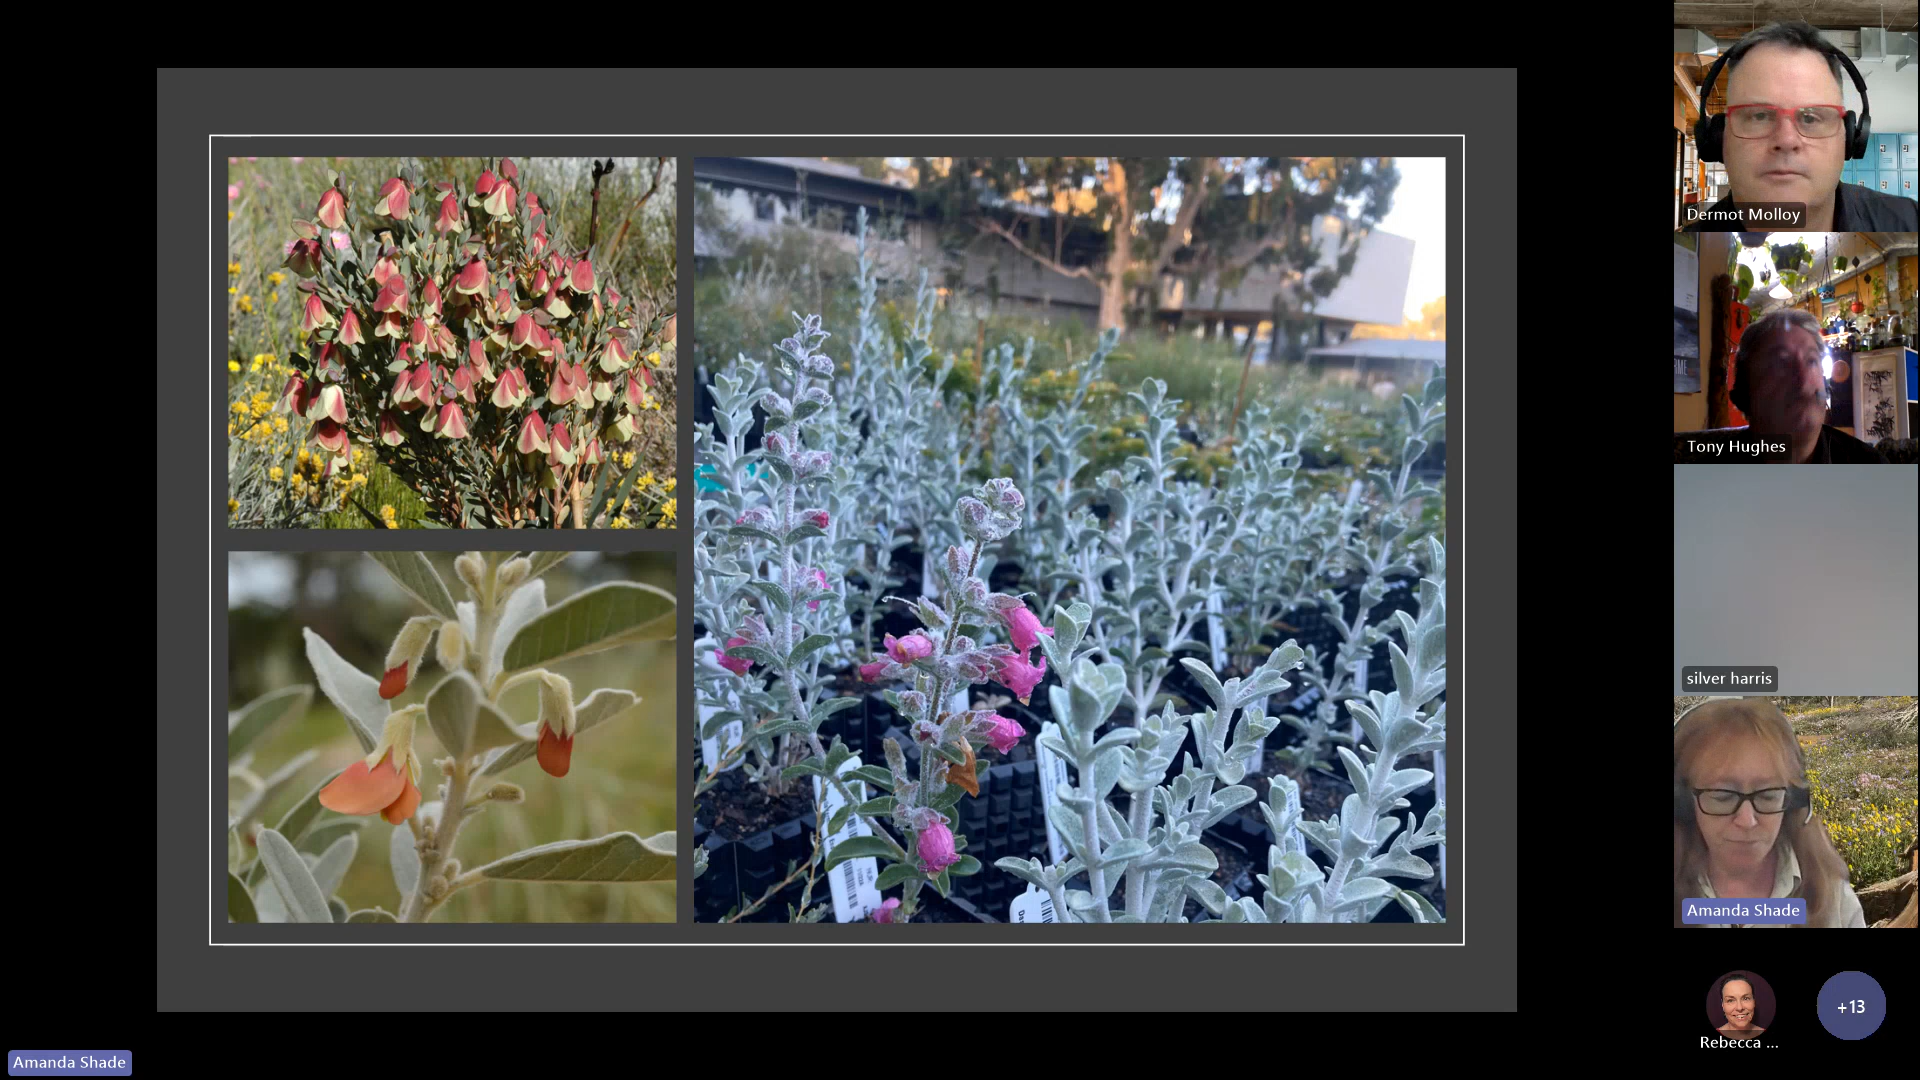 Dermot Molloy
Tony Hughes
silver harris
Amanda Shade
Rebecca ...
+13
Amanda Shade